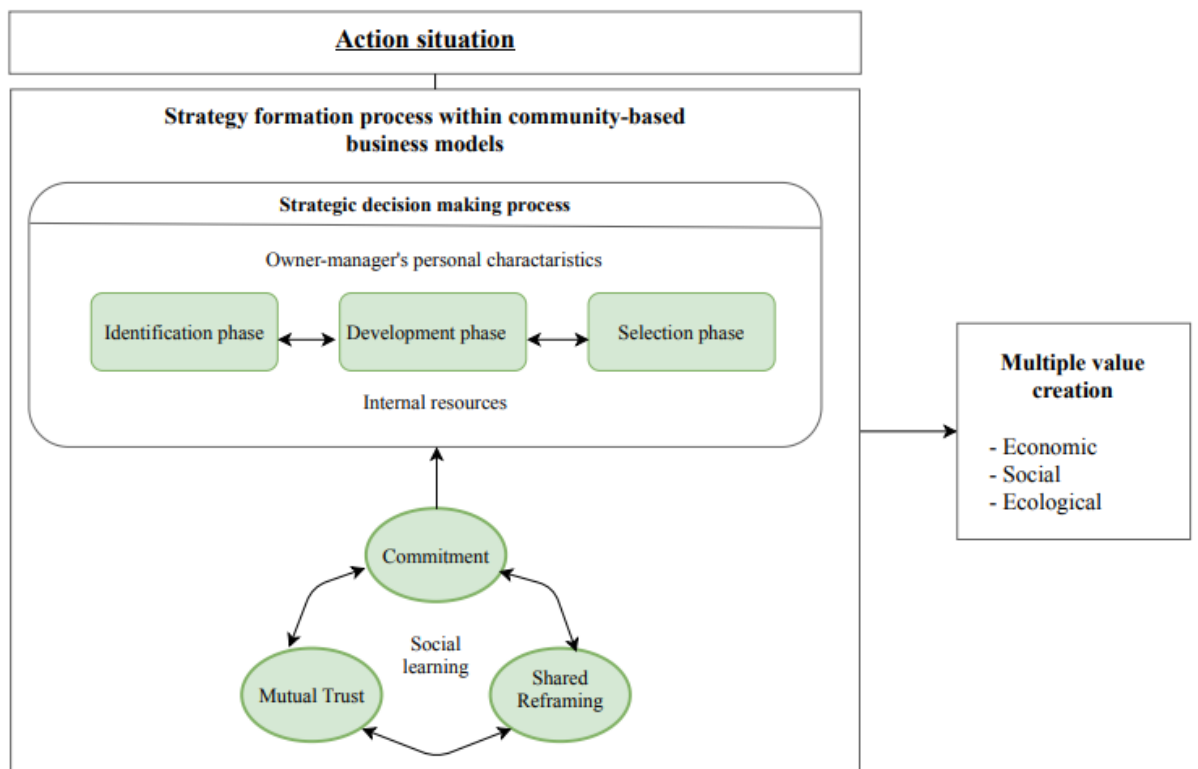 Action situation
Strategy formation process within community-based
business models
Strategic decision making process
Owner-manager's personal charactaristics
Identification phase
Development phase
Selection phase
Internal resources
Commitment
Social
learning
Mutual Trust
Shared
Reframing
Multiple value
creation
- Economic
- Social
- Ecological